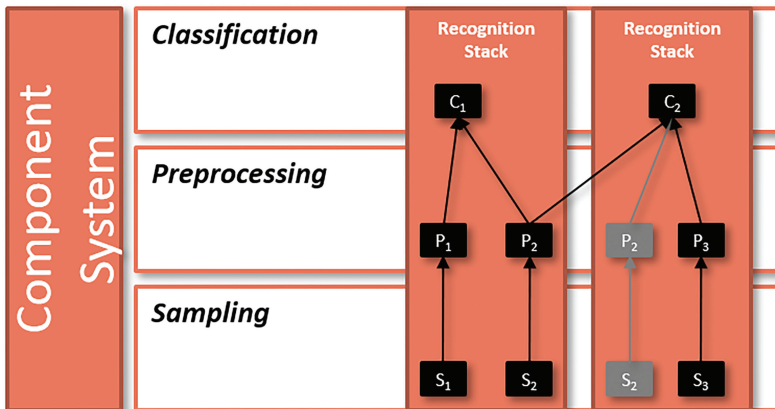 Component
System
Classification
Preprocessing
Sampling
Recognition
Stack
C₁
P₁ P₂
S₁ S₂
Recognition
Stack
C₂
P₂ P₃
S₂ S₃